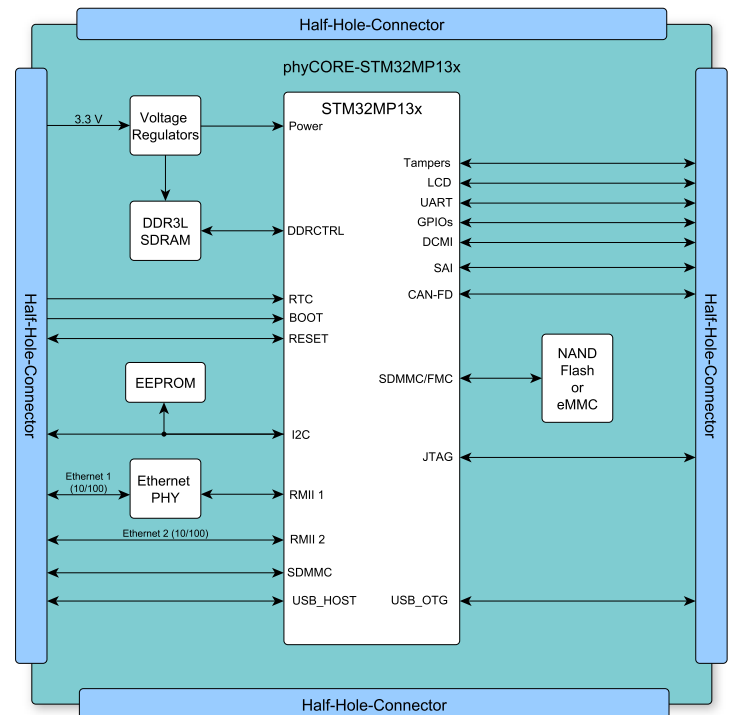 Half-Hole-Connector
phyCORE-STM32MP13x
STM32MP13x
3.3 V
Voltage
Regulators
Power
DDR3L
SDRAM
DDRCTRL
RTC
BOOT
RESET
EEPROM
I2C
Ethernet 1
(10/100)
Ethernet
PHY
RMII 1
Ethernet 2 (10/100)
RMII 2
SDMMC
USB_HOST
Tampers
LCD
UART
GPIOs
DCMI
SAI
CAN-FD
SDMMC/FMC
NAND
Flash
or
eMMC
JTAG
USB_OTG
Half-Hole-Connector
Half-Hole-Connector
Half-Hole-Connector